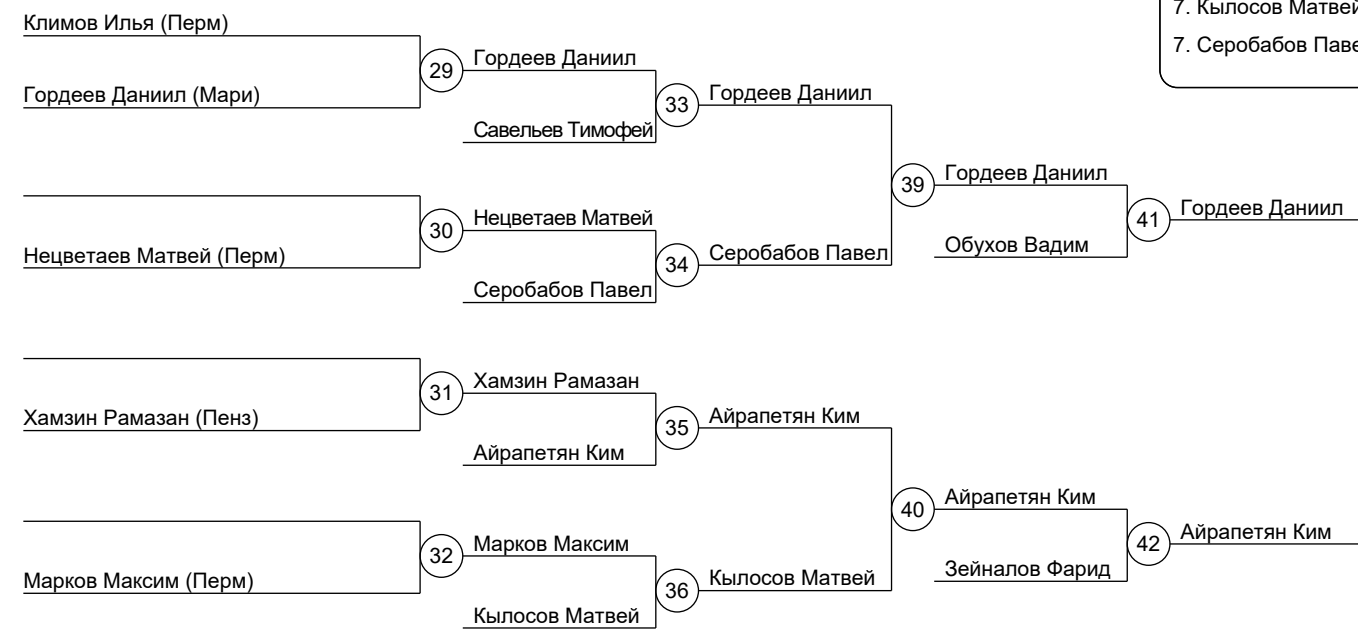 7. Кылосов Матвей
7. Серобабов
Климов Илья (Перм)
29
Гордеев Даниил
Гордеев Даниил (Мари)
33
Гордеев Даниил
Савельев Тимофей
39
Гордеев Даниил
41
Гордеев Даниил
30
Нецветаев Матвей
Нецветаев Матвей (Перм)
34
Серобабов Павел
Обухов Вадим
Серобабов Павел
31
Хамзин Рамазан
Хамзин Рамазан (Пенз)
35
Айрапетян Ким
Айрапетян Ким
40
Айрапетян Ким
42
Айрапетян Ким
32
Марков Максим
Марков Максим (Перм)
36
Кылосов Матвей
Зейналов Фарид
Кылосов Матвей